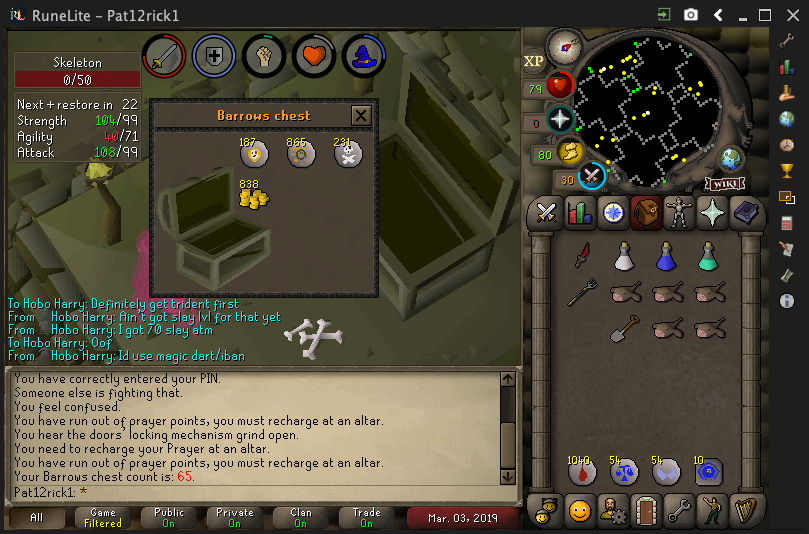 RuneLite - Pat12rick1
Skeleton
0/50
Next + restore in 22
Strength 104/99
Agility 40/71
Attack 108/99
Barrows chest
187 865 231
838
XP
79
0
80
30
WIKI
To Hobo Harry: Definitely get trident first
From Hobo Harry: Ain't got slay lvl for that yet
From Hobo Harry: I got 70 slay atm
To Hobo Harry: Oof
From Hobo Harry: Id use magic dart/iban
You have correctly entered your PIN.
Someone else is fighting that.
You feel confused.
You have run out of prayer points, you must recharge at an altar.
You hear the doors' locking mechanism grind open.
You need to recharge your Prayer at an altar.
You have run out of prayer points, you must recharge at an altar.
Your Barrows chest count is: 65.
Pat12rick1: *
1040 54 54 10
All
Game
Filtered
Public
On
Private
On
Clan
On
Trade
On
Mar. 03, 2019